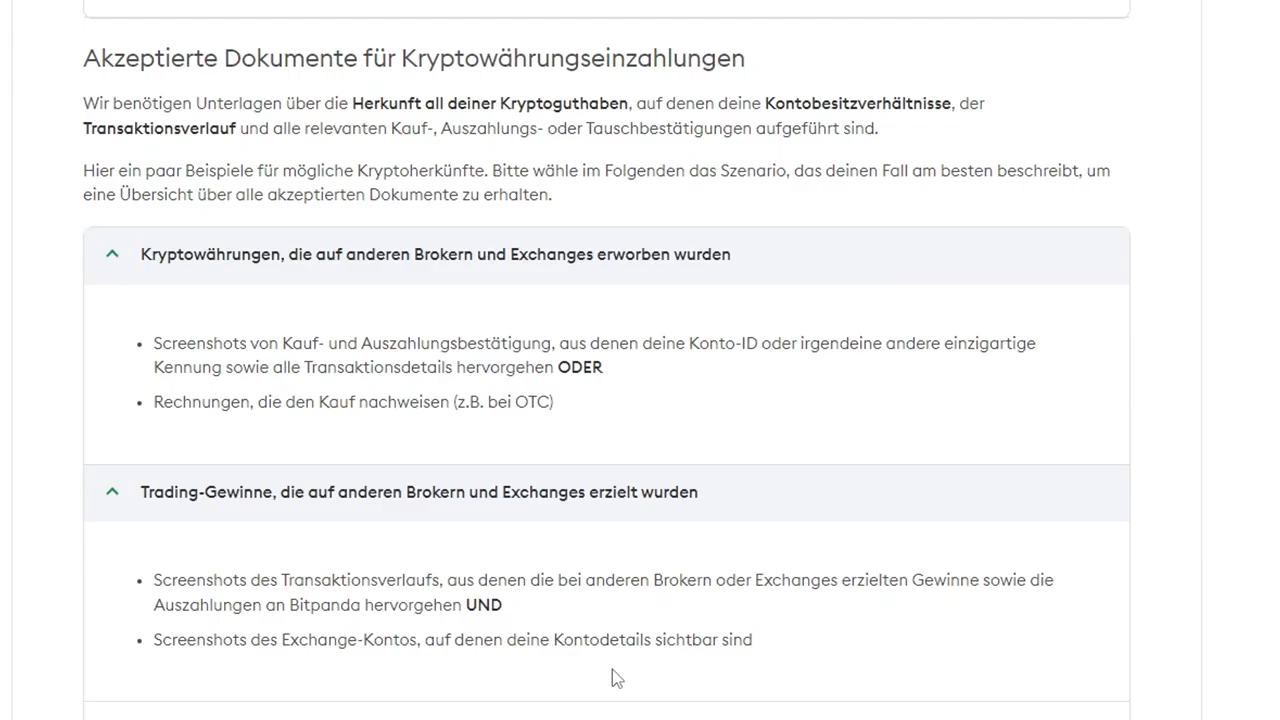 Akzeptierte Dokumente für Kryptowährungseinzahlungen
Wir benötigen Unterlagen über die Herkunft all deiner Kryptoguthaben, auf denen deine Kontobesitzverhältnisse, der
Transaktionsverlauf und alle relevanten Kauf-, Auszahlungs- oder Tauschbestätigungen aufgeführt sind.
Hier ein paar Beispiele für mögliche Kryptoherkünfte. Bitte wähle im Folgenden das Szenario, das deinen Fall am besten beschreibt, um
eine Übersicht über alle akzeptierten Dokumente zu erhalten.
Kryptowährungen, die auf anderen Brokern und Exchanges erworben wurden
• Screenshots von Kauf- und Auszahlungsbestätigung, aus denen deine Konto-ID oder irgendeine andere einzigartige
Kennung sowie alle Transaktionsdetails hervorgehen ODER
• Rechnungen, die den Kauf nachweisen (z.B. bei OTC)
Trading-Gewinne, die auf anderen Brokern und Exchanges erzielt wurden
• Screenshots des Transaktionsverlaufs, aus denen die bei anderen Brokern oder Exchanges erzielten Gewinne sowie die
Auszahlungen an Bitpanda hervorgehen UND
• Screenshots des Exchange-Kontos, auf denen deine Kontodetails sichtbar sind